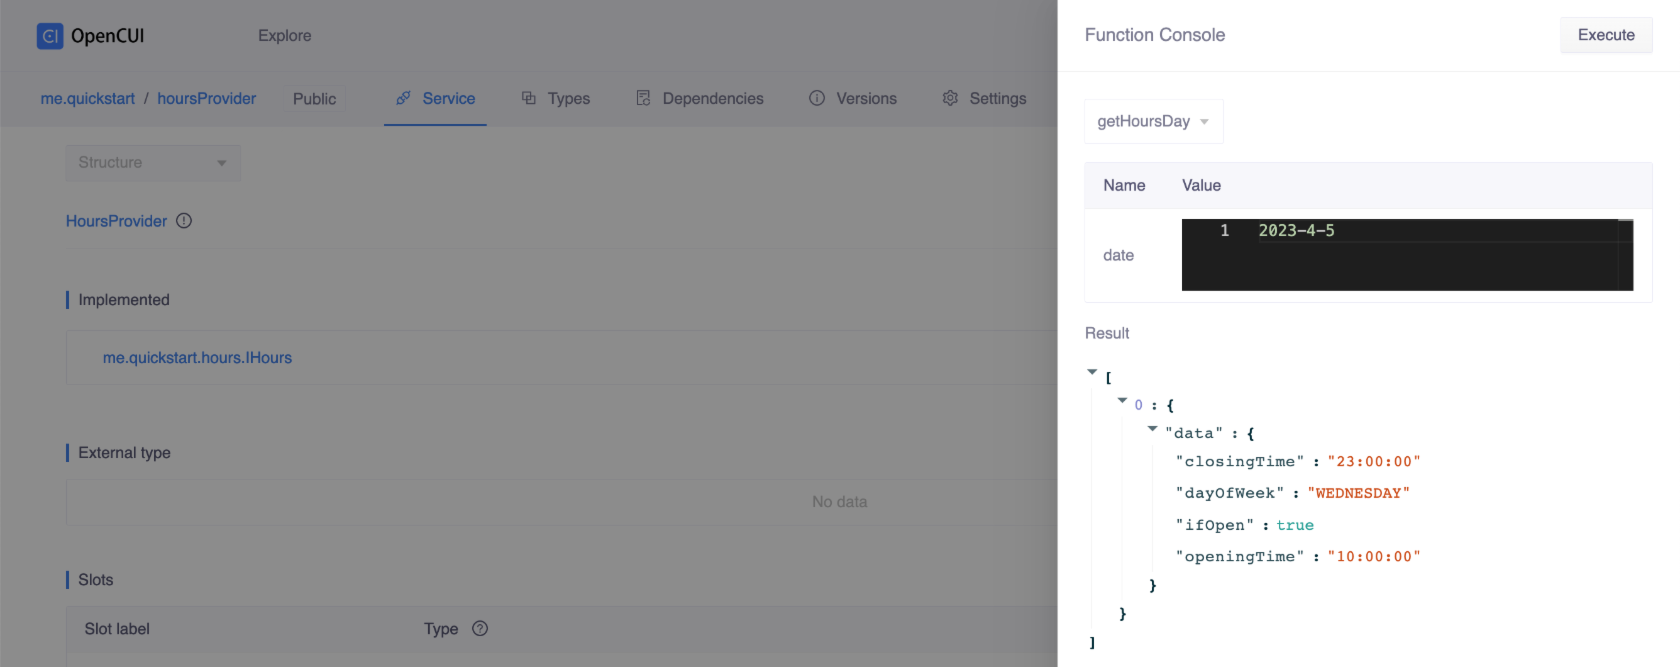 OpenCUI
Explore
me.quickstart / hoursProvider
Public
Service
Types
Dependencies
Versions
Settings
Structure
HoursProvider
Implemented
me.quickstart.hours.IHours
External type
No data
Slots
Slot label Type
Function Console
Execute
getHoursDay
Name Value
date
1 2023-4-5
Result
[
0 : {
"data" : {
"closingTime" : "23:00:00"
"dayOfWeek" : "WEDNESDAY"
"ifOpen" : true
"openingTime" : "10:00:00"
}
}
]